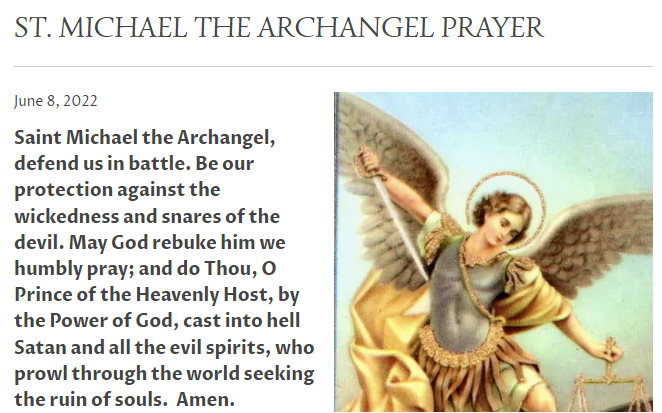 ST. MICHAEL THE ARCHANGEL PRAYER
June 8, 2022
Saint Michael the Archangel,
defend us in battle. Be our
protection against the
wickedness and snares of the
devil. May God rebuke him we
humbly pray; and do Thou, O
Prince of the Heavenly Host, by
the Power of God, cast into hell
Satan and all the evil spirits, who
prowl through the world seeking
the ruin of souls.  Amen.